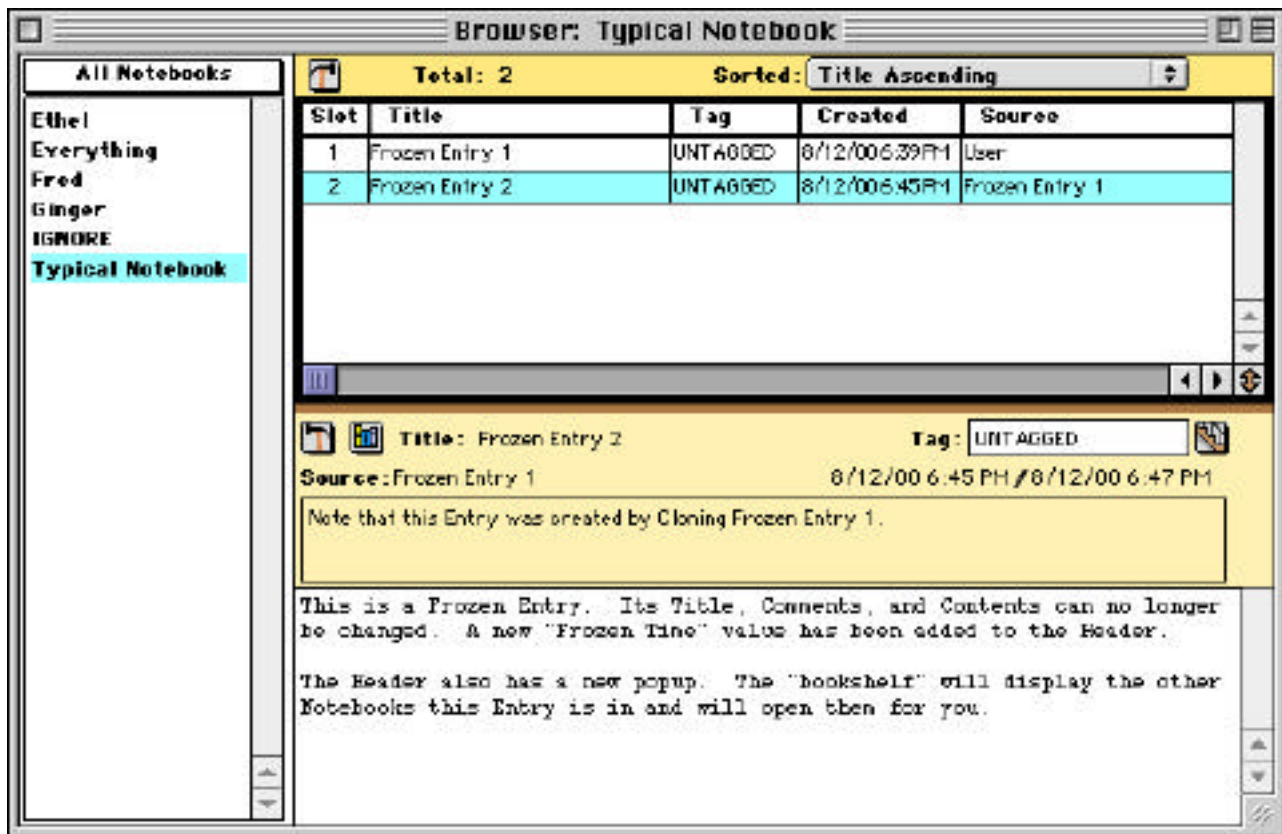 Browser: Typical Notebook
All Notebooks
Ethel
Everything
Fred
Ginger
IGNORE
Typical Notebook
Total: 2 Sorted: Title Ascending
Slot Title Tag Created Source
1 Frozen Entry 1 UNTAGGED 8/12/00 6:39 PM User
2 Frozen Entry 2 UNTAGGED 8/12/00 6:45 PM Frozen Entry 1
Title: Frozen Entry 2 Tag: UNTAGGED
Source: Frozen Entry 1 8/12/00 6:45 PM / 8/12/00 6:47 PM
Note that this Entry was created by Cloning Frozen Entry 1.
This is a Frozen Entry. Its Title, Comments, and Contents can no longer
be changed. A new "Frozen Time" value has been added to the Header.
The Header also has a new popup. The "bookshelf" will display the other
Notebooks this Entry is in and will open them for you.